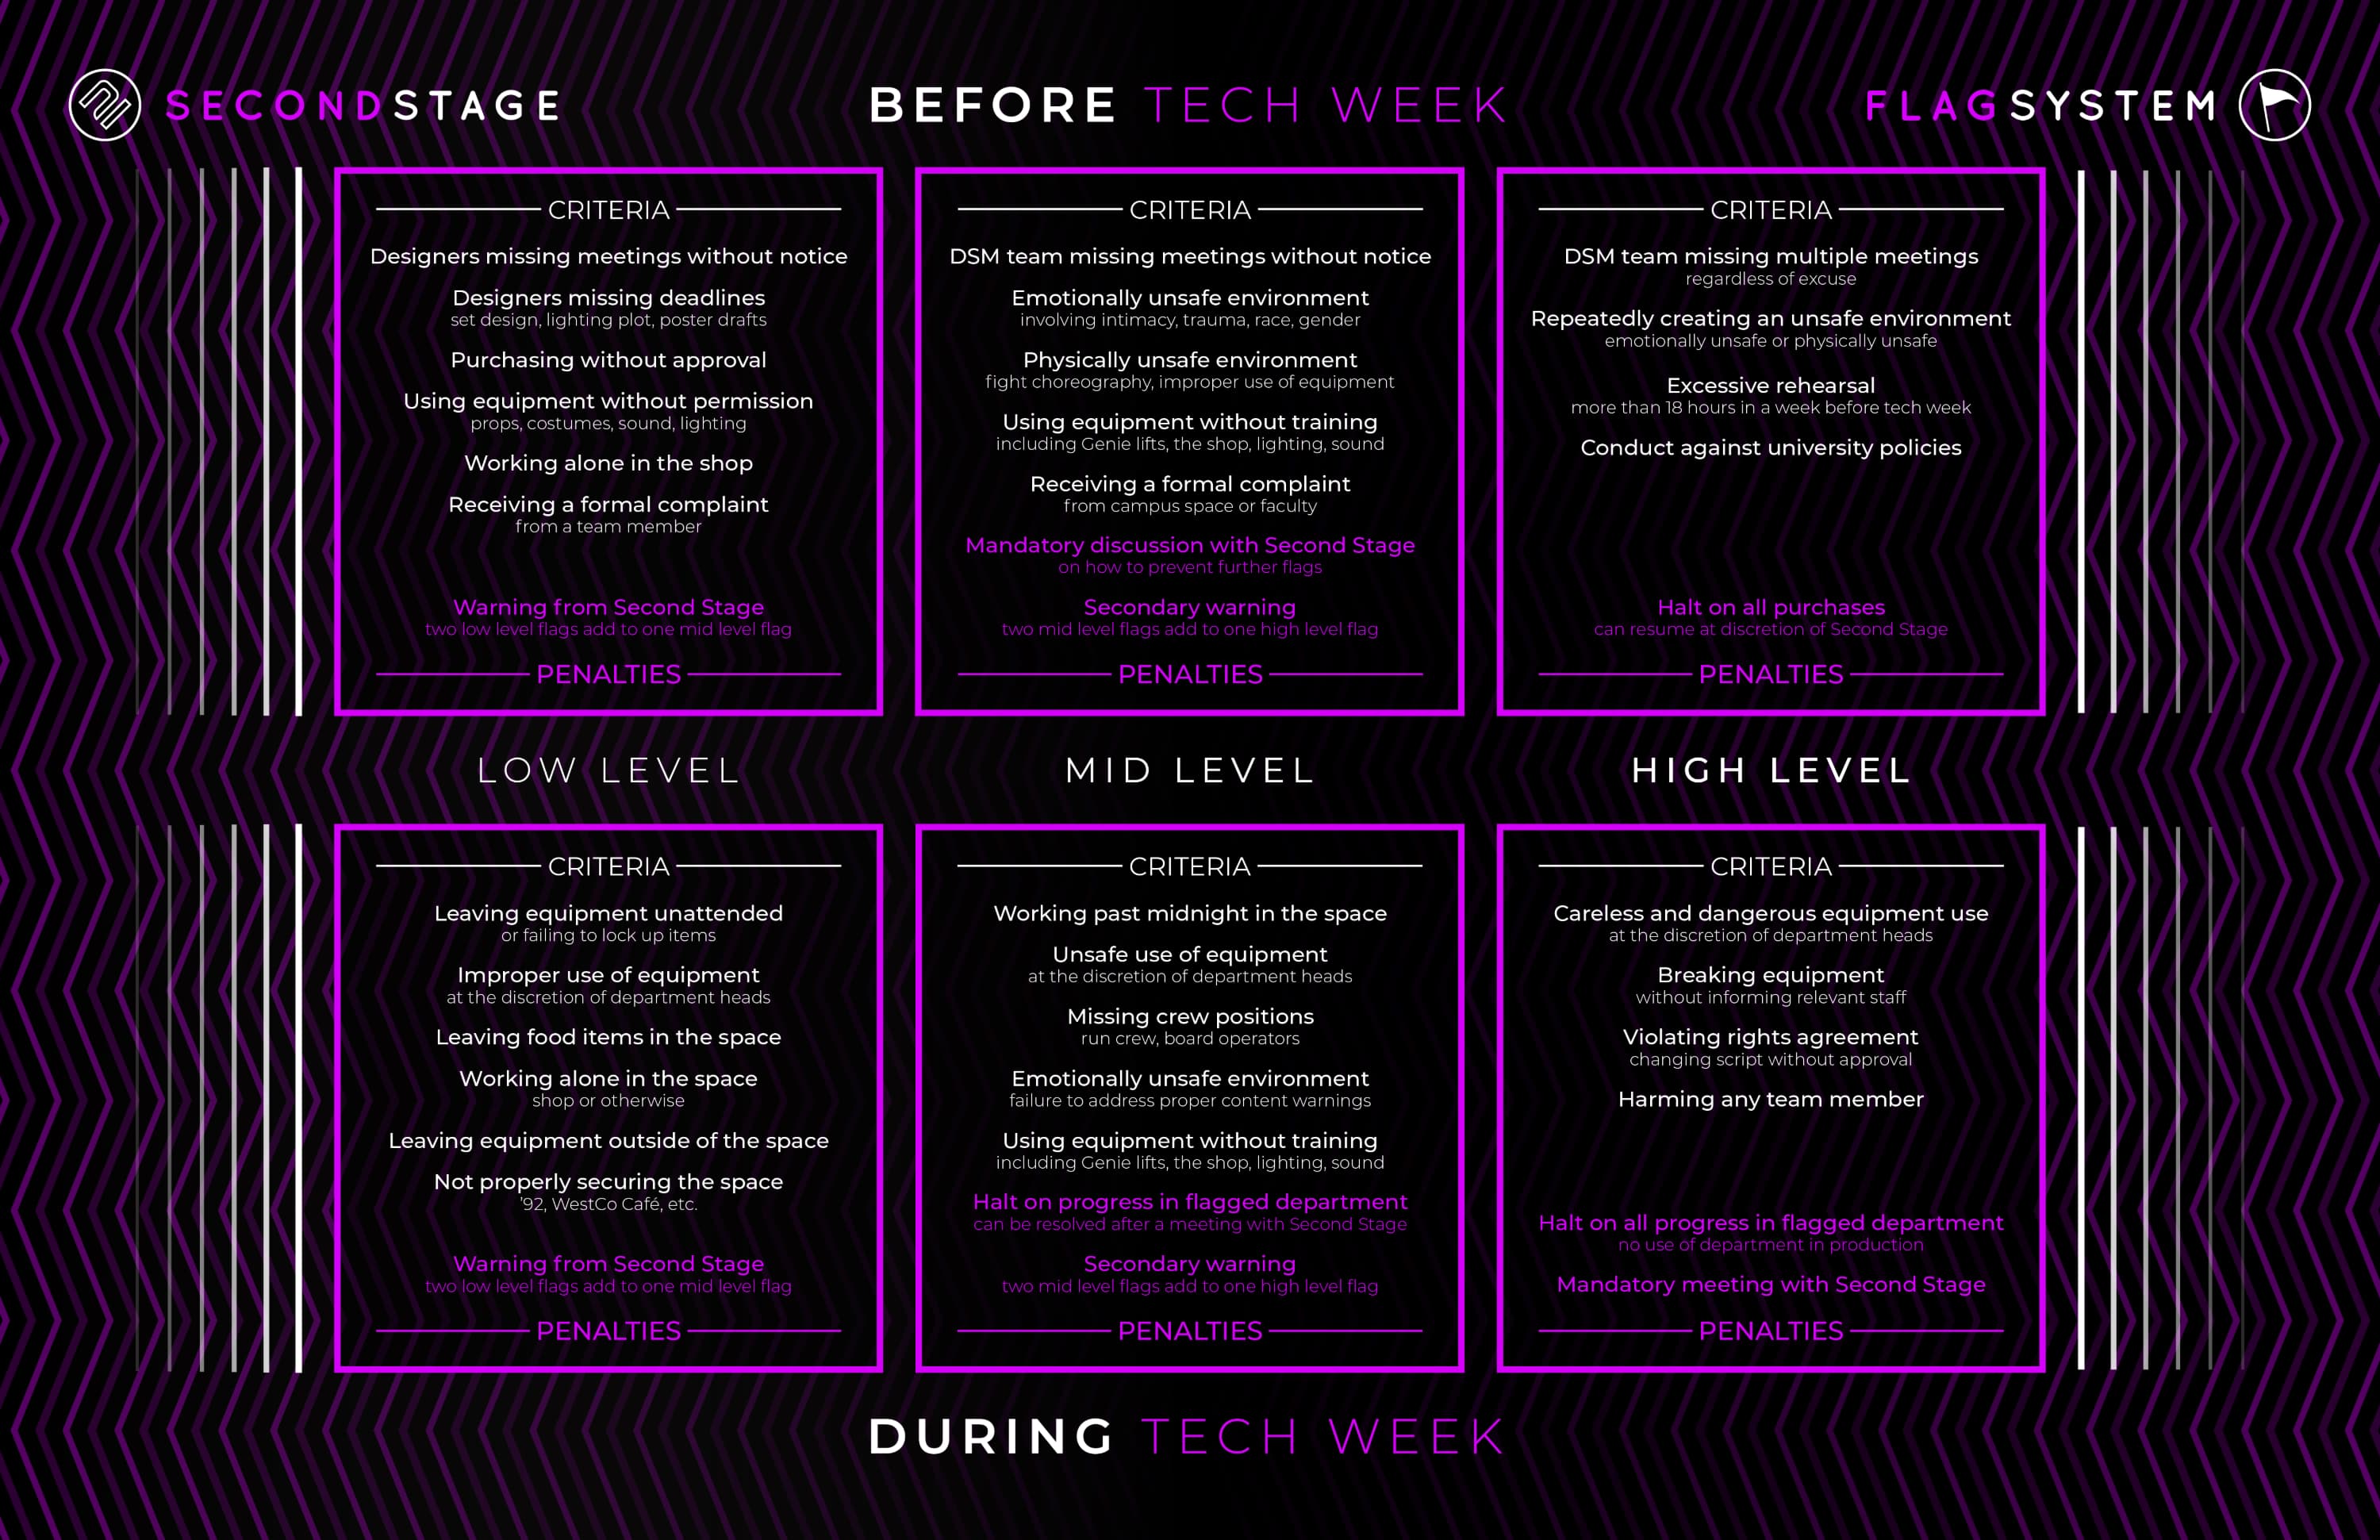 SECONDSTAGE
BEFORE TECH WEEK
FLAGSYSTEM
CRITERIA
Designers missing meetings without notice
Designers missing deadlines
set design, lighting plot, poster drafts
Purchasing without approval
Using equipment without permission
props, costumes, sound, lighting
Working alone in the shop
Receiving a formal complaint
from a team member
Warning from Second Stage
two low level flags add to one mid level flag
PENALTIES
CRITERIA
DSM team missing meetings without notice
Emotionally unsafe environment
involving intimacy, trauma, race, gender
Physically unsafe environment
fight choreography, improper use of equipment
Using equipment without training
including Genie lifts, the shop, lighting, sound
Receiving a formal complaint
from campus space or faculty
Mandatory discussion with Second Stage
on how to prevent further flags
Secondary warning
two mid level flags add to one high level flag
PENALTIES
CRITERIA
DSM team missing multiple meetings
regardless of excuse
Repeatedly creating an unsafe environment
emotionally unsafe or physically unsafe
Excessive rehearsal
more than 18 hours in a week before tech week
Conduct against university policies
Halt on all purchases
can resume at discretion of Second Stage
PENALTIES
LOW LEVEL
MID LEVEL
HIGH LEVEL
CRITERIA
Leaving equipment unattended
or failing to lock up items
Improper use of equipment
at the discretion of department heads
Leaving food items in the space
Working alone in the space
shop or otherwise
Leaving equipment outside of the space
Not properly securing the space
'92, WestCo Café, etc.
Warning from Second Stage
two low level flags add to one mid level flag
PENALTIES
CRITERIA
Working past midnight in the space
Unsafe use of equipment
at the discretion of department heads
Missing crew positions
run crew, board operators
Emotionally unsafe environment
failure to address proper content warnings
Using equipment without training
including Genie lifts, the shop, lighting, sound
Halt on progress in flagged department
can be resolved after a meeting with Second Stage
Secondary warning
two mid level flags add to one high level flag
PENALTIES
CRITERIA
Careless and dangerous equipment use
at the discretion of department heads
Breaking equipment
without informing relevant staff
Violating rights agreement
changing script without approval
Harming any team member
Halt on all progress in flagged department
no use of department in production
Mandatory meeting with Second Stage
PENALTIES
DURING TECH WEEK